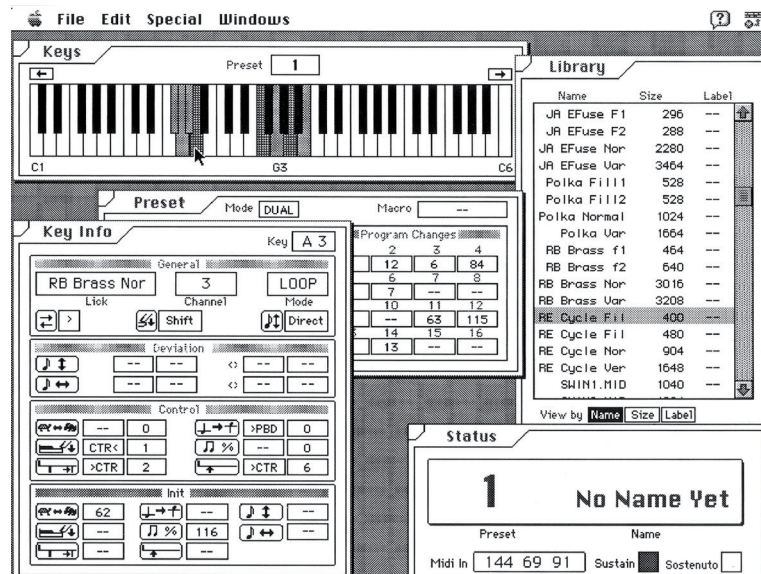 File Edit Special Windows
Keys
Preset 1
C1 G3 C6
Library
Name Size Label
JA EFuse F1 296 --
JA EFuse F2 288 --
JA EFuse Nor 2280 --
JA EFuse Var 3464 --
Polka Fill1 528 --
Polka Fill2 528 --
Polka Normal 1024 --
Polka Var 1664 --
RB Brass f1 464 --
RB Brass f2 640 --
RB Brass Nor 3016 --
RB Brass Var 3208 --
RE Cycle Fil 400 --
RE Cycle Fil 480 --
RE Cycle Nor 904 --
RE Cycle Ver 1648 --
SWIN1.MID 1040 --
View by Name Size Label
Preset
Mode DUAL Macro --
Program Changes
2 3 4
12 6 84
6 7 8
7 -- --
10 11 12
-- 63 115
14 15 16
13 -- --
Key Info
Key A 3
General
RB Brass Nor 3 LOOP
Lick Channel Mode
> Shift Direct
Deviation
-- -- <> -- --
-- -- <> -- --
Control
-- 0 >PBD 0
CTR< 1 % -- 0
>CTR 2 >CTR 6
Init
62 -- --
-- % 116 --
-- --
Status
1 No Name Yet
Preset Name
Midi In 144 69 91 Sustain Sostenuto